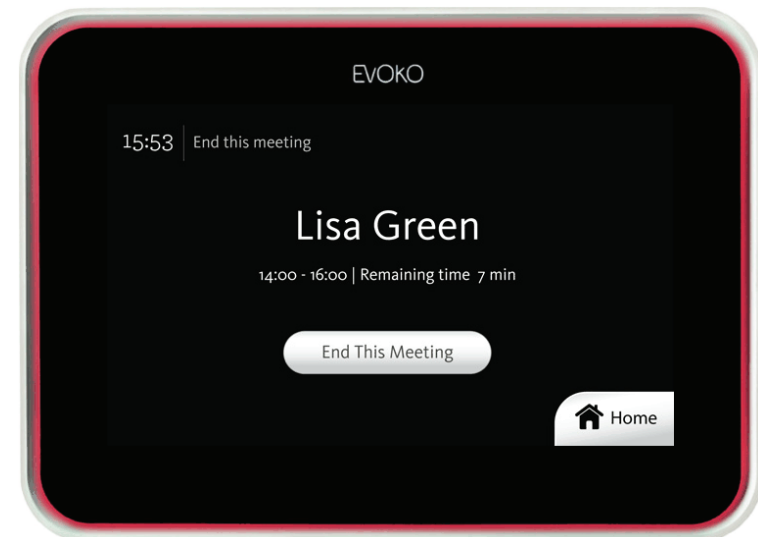 EVOKO
15:53 End this meeting
Lisa Green
14:00 - 16:00 | Remaining time 7 min
End This Meeting
Home